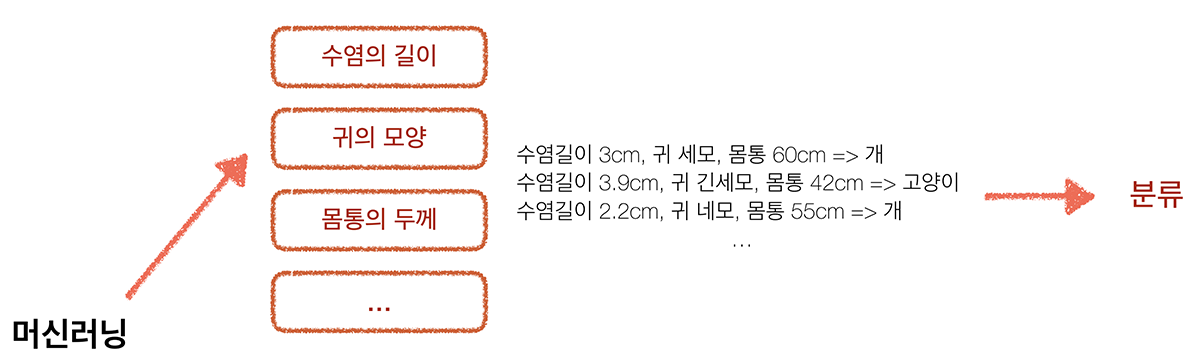 수염의 길이
귀의 모양
몸통의 두께
...
수염길이 3cm, 귀 세모, 몸통 60cm => 개
수염길이 3.9cm, 귀 긴세모, 몸통 42cm => 고양이
수염길이 2.2cm, 귀 네모, 몸통 55cm => 개
...
분류
머신러닝